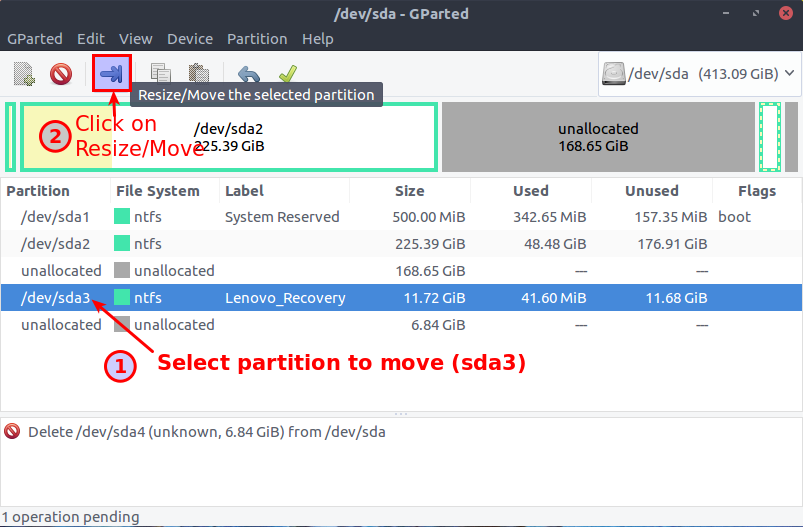 /dev/sda - GParted
GParted Edit View Device Partition Help
/dev/sda (413.09 GiB)
Resize/Move the selected partition
2 Click on
Resize/Move
/dev/sda2
225.39 GiB
unallocated
168.65 GiB
Partition File System Label Size Used Unused Flags
/dev/sda1 ntfs System Reserved 500.00 MiB 342.65 MiB 157.35 MiB boot
/dev/sda2 ntfs 225.39 GiB 48.48 GiB 176.91 GiB
unallocated unallocated 168.65 GiB --- ---
/dev/sda3 ntfs Lenovo_Recovery 11.72 GiB 41.60 MiB 11.68 GiB
unallocated unallocated 6.84 GiB --- ---
1 Select partition to move (sda3)
Delete /dev/sda4 (unknown, 6.84 GiB) from /dev/sda
1 operation pending